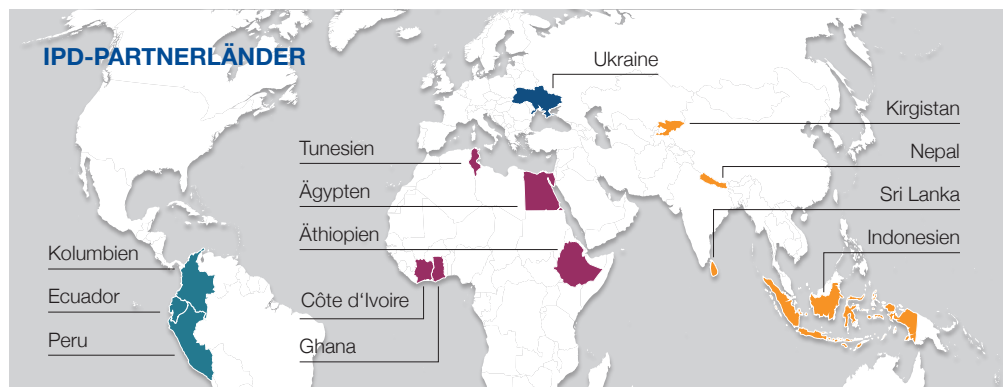 IPD-PARTNERLÄNDER
Ukraine
Kirgistan
Tunesien
Nepal
Ägypten
Sri Lanka
Äthiopien
Indonesien
Kolumbien
Ecuador
Côte d‘Ivoire
Peru
Ghana